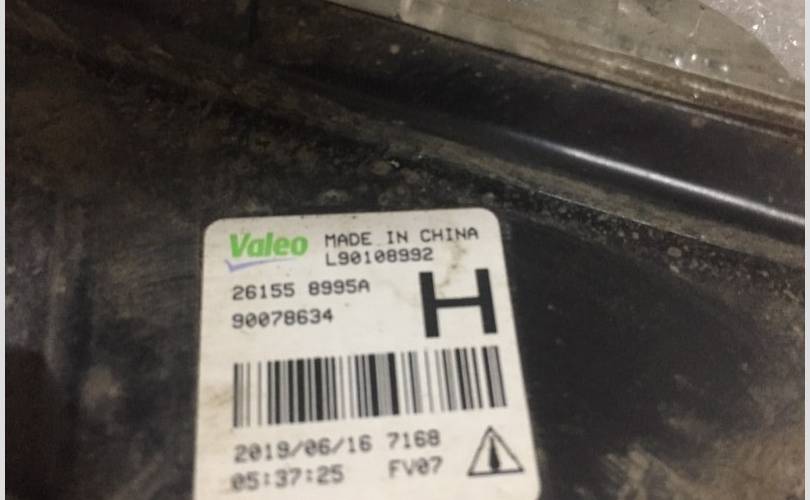 Valeo MADE IN CHINA
L90108992
26155 8995A
H
90078634
2019/06/16 7168
05:37:25 FV07